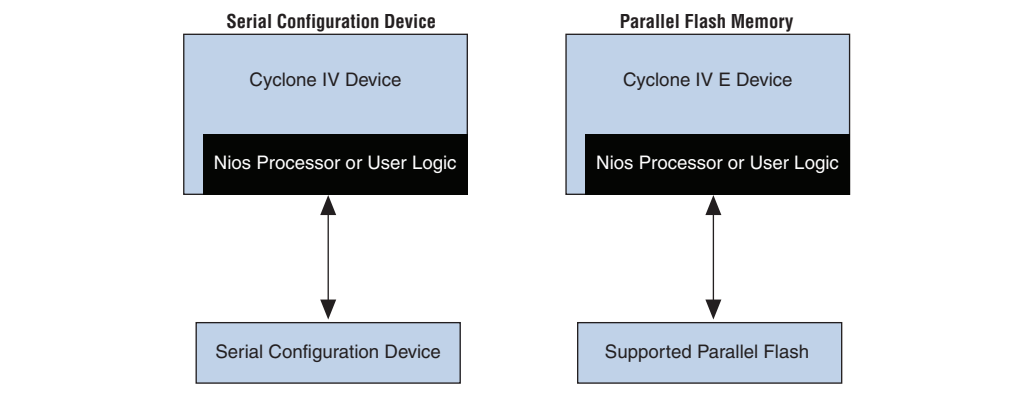 Serial Configuration Device
Cyclone IV Device
Nios Processor or User Logic
Serial Configuration Device
Parallel Flash Memory
Cyclone IV E Device
Nios Processor or User Logic
Supported Parallel Flash